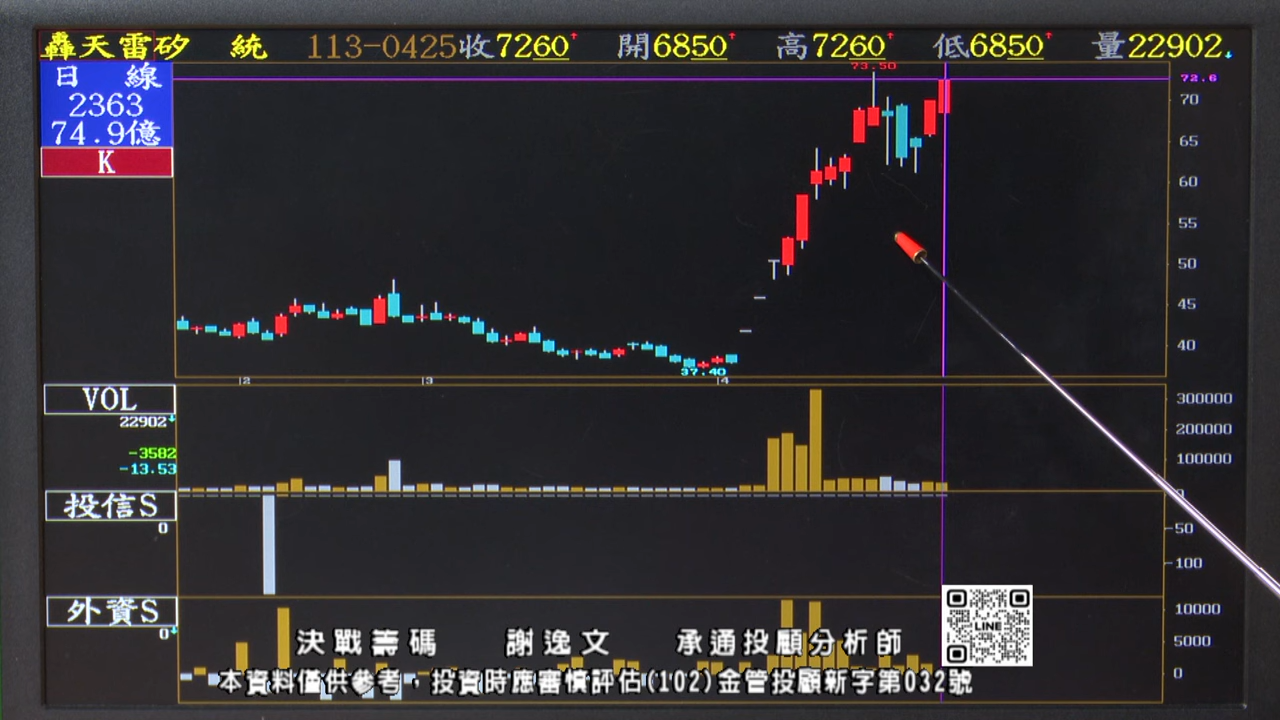 轟天雷矽 統 113-0425收7260↑ 開6850↑ 高7260↑ 低6850↑ 量22902↓
日 線
2363
74.9億
K
73.50
72.6
70
65
60
55
50
45
40
37.40
2 3 4
VOL
22902↓
-3582
-13.53
300000
200000
100000
0
投信S
0
-50
-100
外資S
0↓
10000
5000
0
LINE
決戰籌碼 謝逸文 承通投顧分析師
本資料僅供參考，投資時應審慎評估(102)金管投顧新字第032號